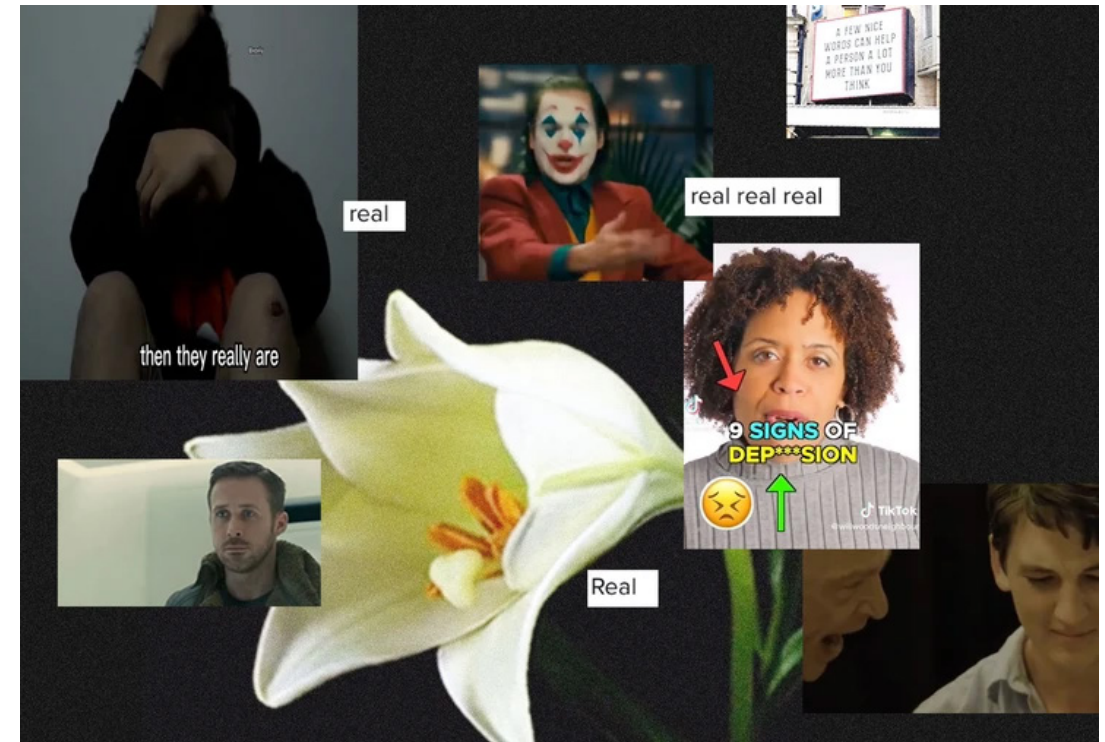 A FEW NICE
WORDS CAN HELP
A PERSON A LOT
MORE THAN YOU
THINK
real
real real real
then they really are
9 SIGNS OF
DEP***SION
TikTok
Real